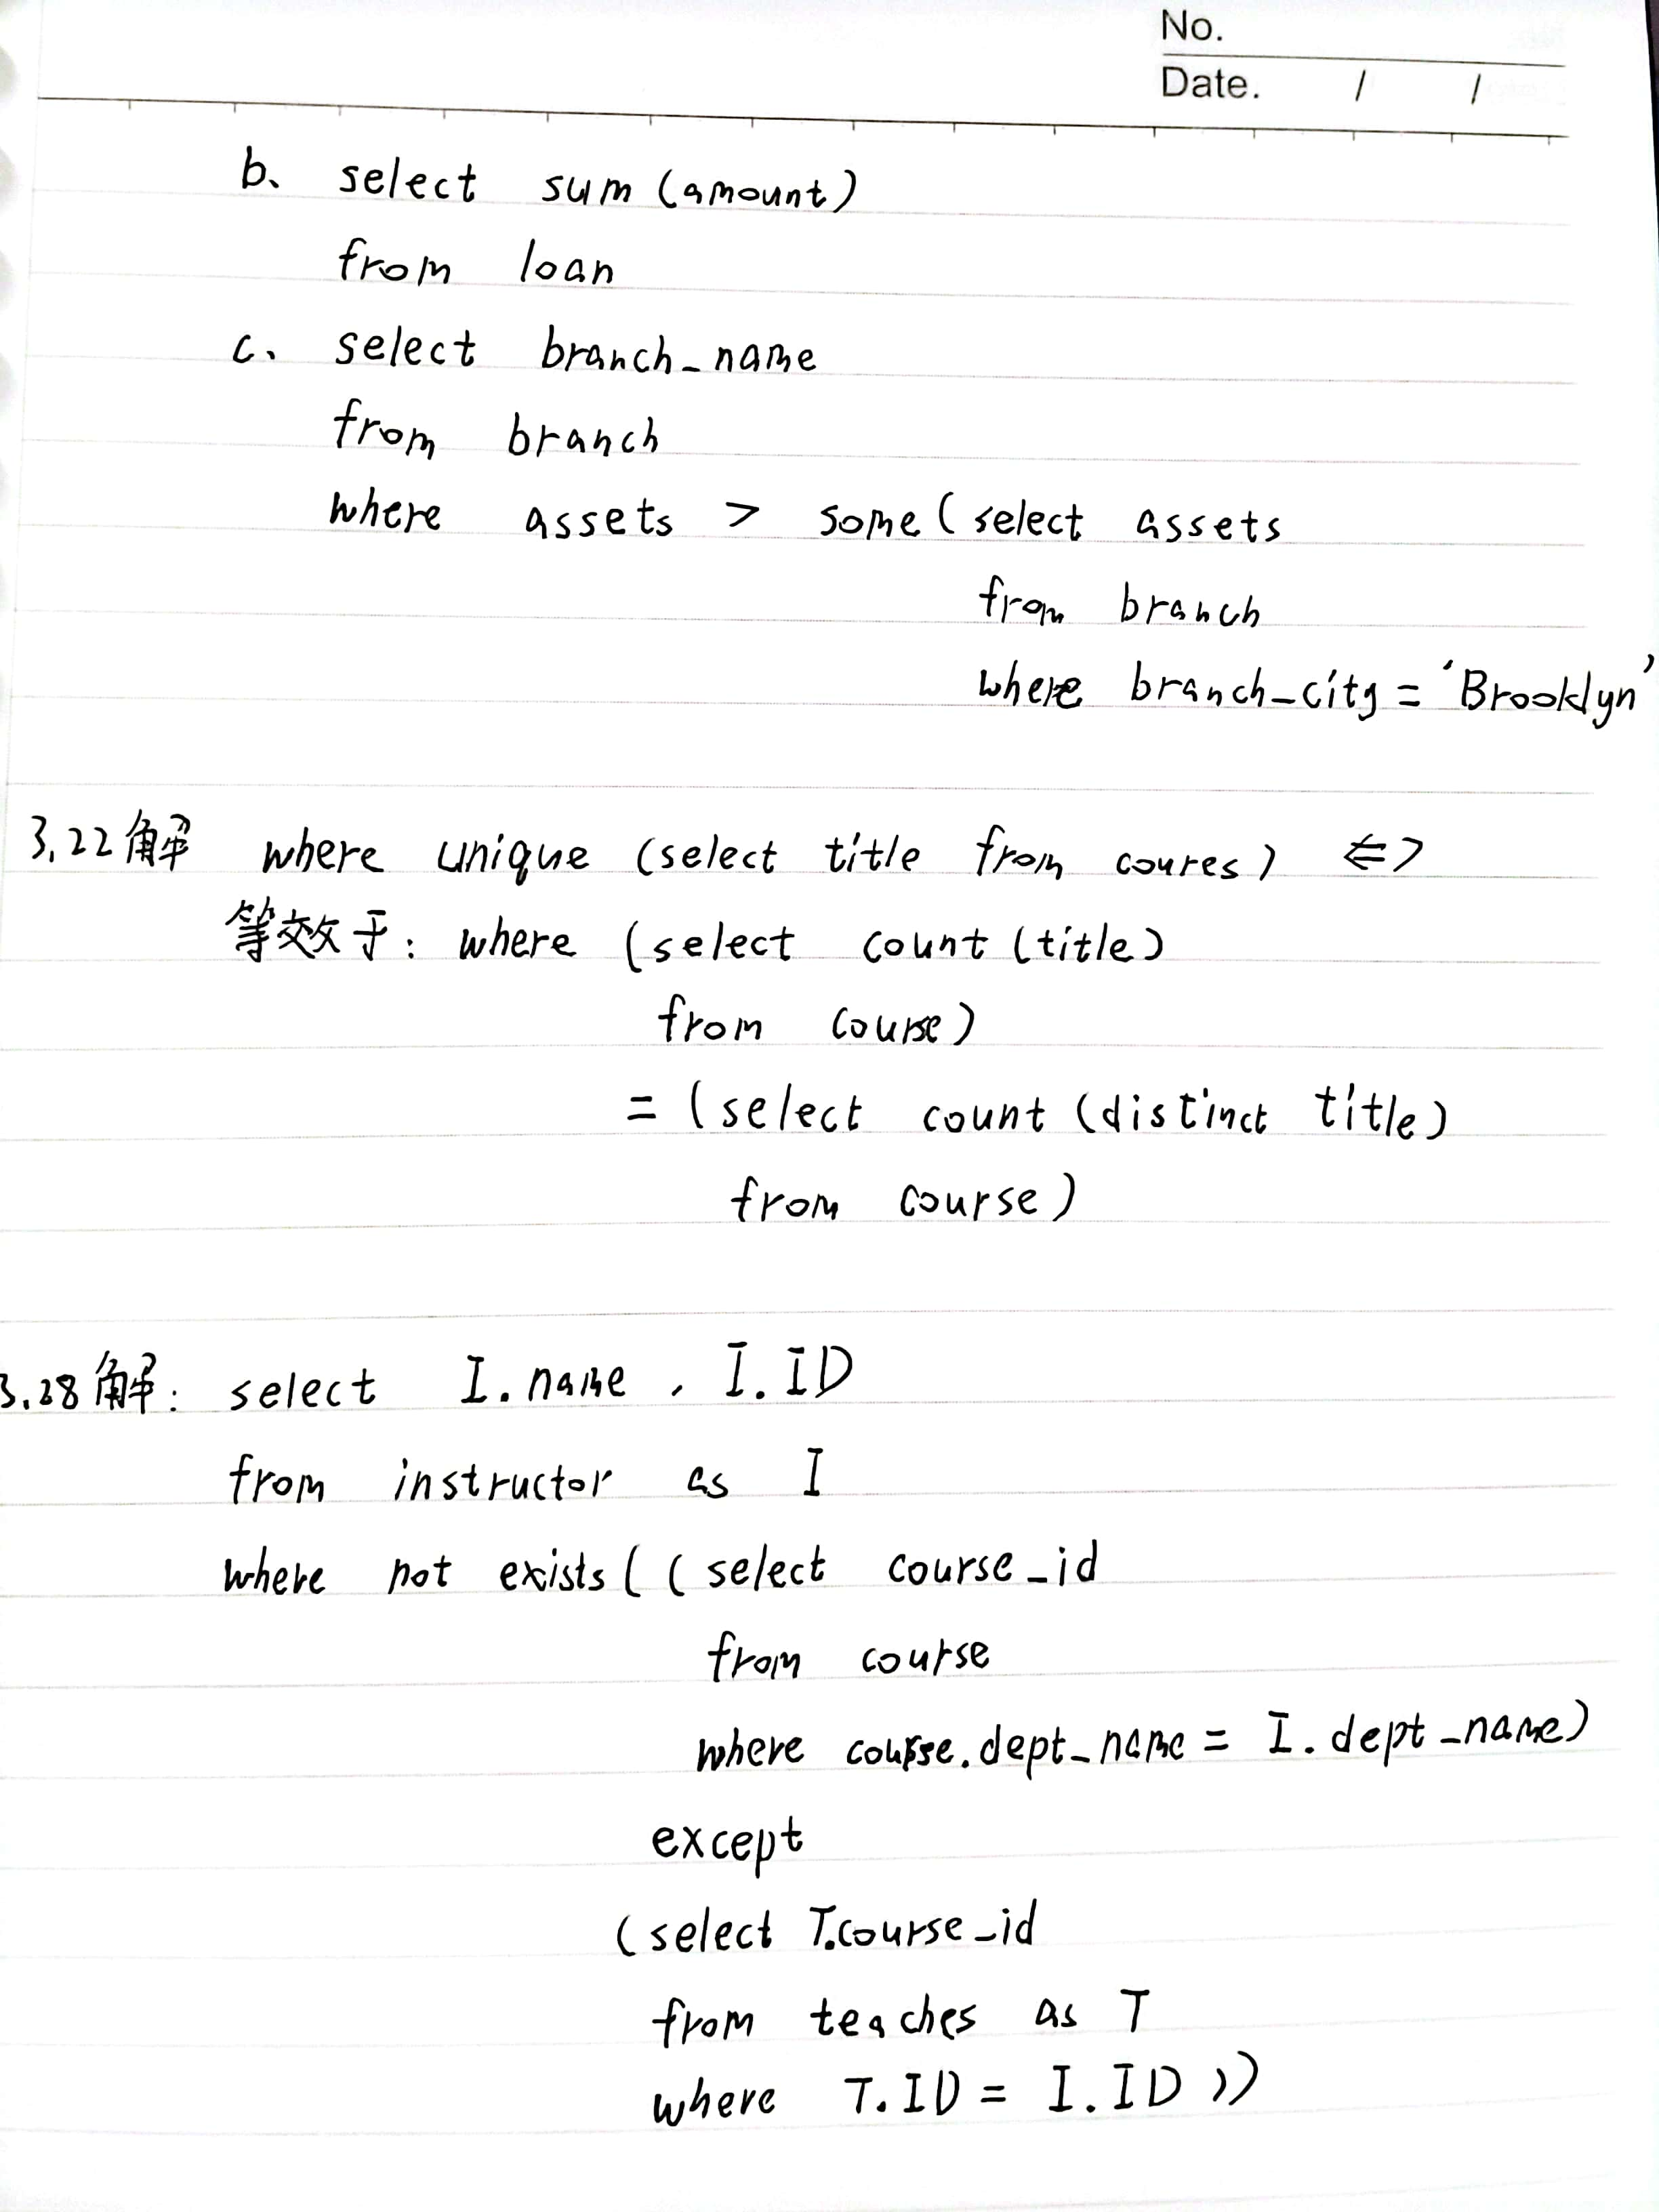 No.
Date. / /
b、 select sum (amount)
from loan
c、 select branch_name
from branch
where assets > some ( select assets
from branch
where branch_city = 'Brooklyn'
3.22解 where unique (select title from coures) <=>
等效于: where (select count (title)
from course)
= (select count (distinct title)
from course)
3.28解: select I.name , I.ID
from instructor as I
where not exists ( ( select course_id
from course
where course.dept_name = I.dept_name)
except
(select T.course_id
from teaches as T
where T.ID = I.ID ))